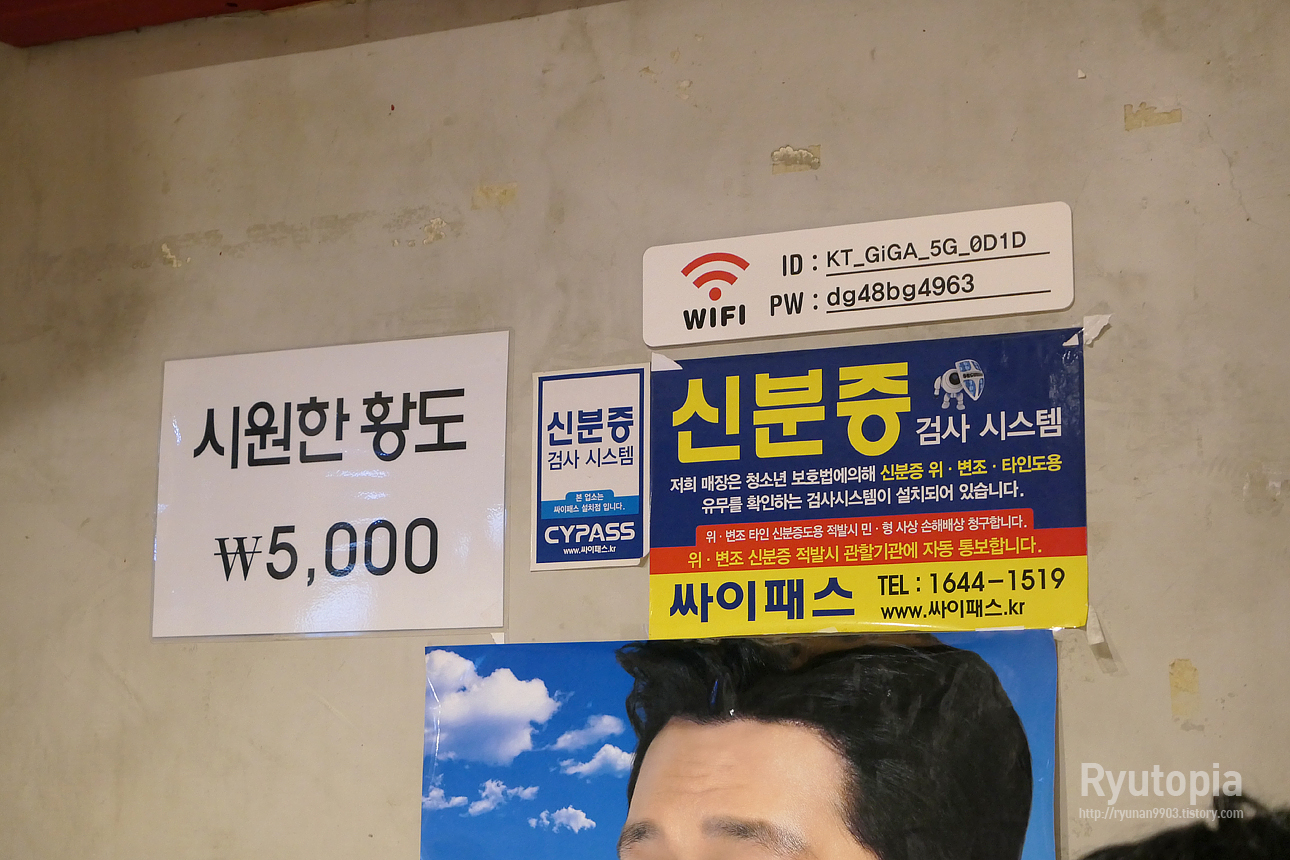 WIFI
ID : KT_GiGA_5G_0D1D
PW : dg48bg4963
시원한 황도
₩5,000
신분증
검사 시스템
본 업소는
싸이패스 설치점 입니다.
CYPASS
www.싸이패스.kr
신분증 검사 시스템
저희 매장은 청소년 보호법에의해 신분증 위 · 변조 · 타인도용
유무를 확인하는 검사시스템이 설치되어 있습니다.
위 · 변조 타인 신분증도용 적발시 민 · 형 사상 손해배상 청구합니다.
위 · 변조 신분증 적발시 관할기관에 자동 통보합니다.
싸이패스
TEL : 1644-1519
www.싸이패스.kr
Ryutopia
http://ryunan9903.tistory.com